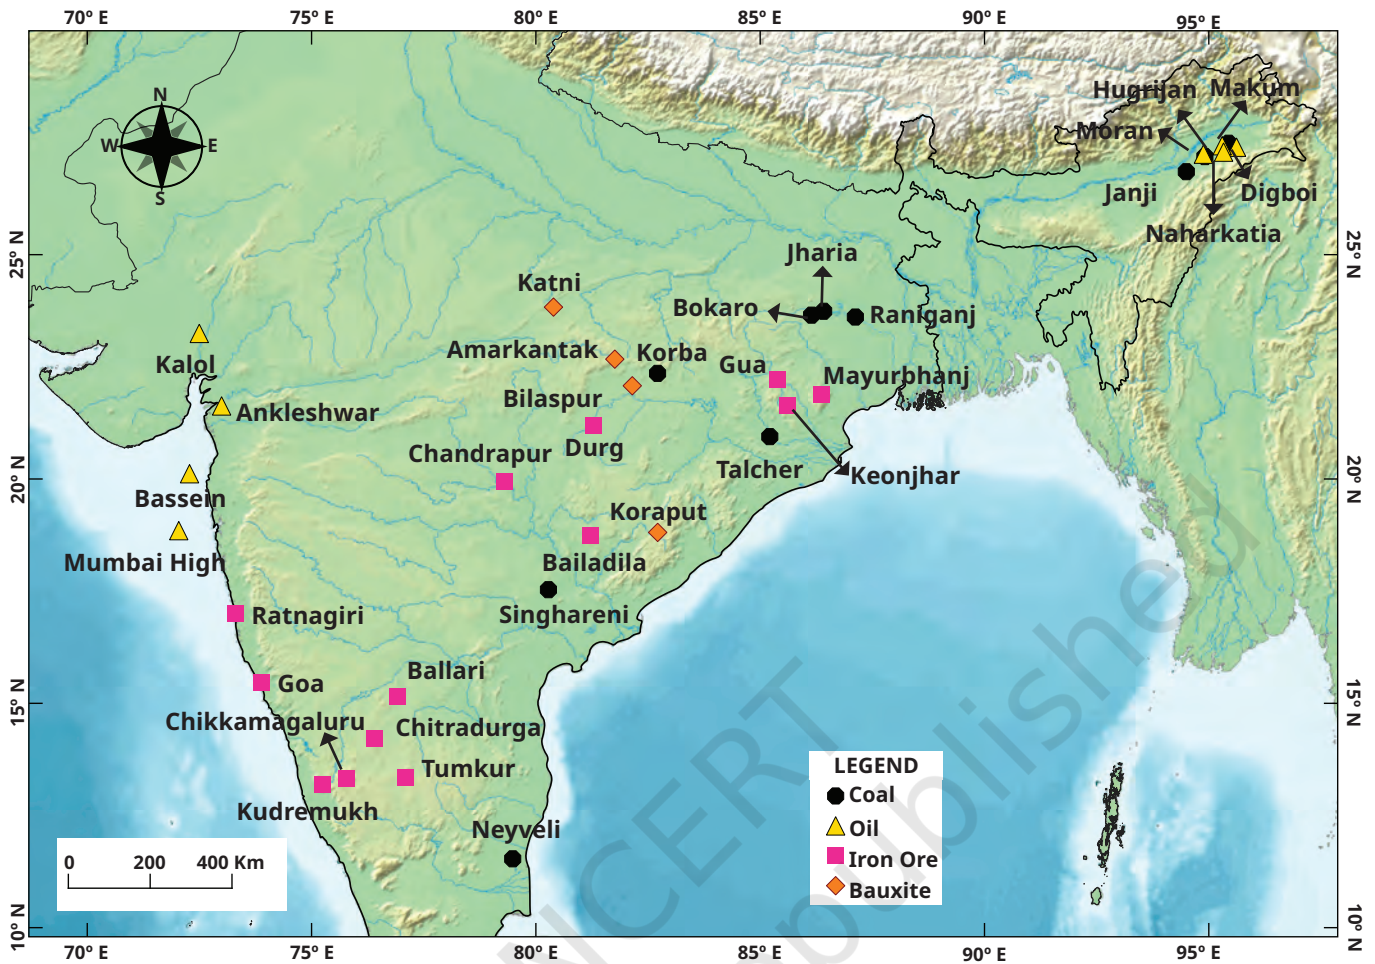 70° E 75° E 80° E 85° E 90° E 95° E
N
W E
S
Hugrijan Makum
Moran
Janji Digboi
Naharkatia
25° N 25° N
Jharia
Katni
Bokaro Raniganj
Amarkantak Korba Gua
Kalol Mayurbhanj
Bilaspur
Ankleshwar
Durg
Chandrapur
Talcher Keonjhar
20° N 20° N
Bassein
Koraput
Mumbai High Bailadila
Singhareni
Ratnagiri
Ballari
Goa
15° N 15° N
Chikkamagaluru Chitradurga
Tumkur
Kudremukh
Neyveli
LEGEND
Coal
Oil
Iron Ore
Bauxite
0 200 400 Km
10° N 10° N
70° E 75° E 80° E 85° E 90° E 95° E
NCERT
published